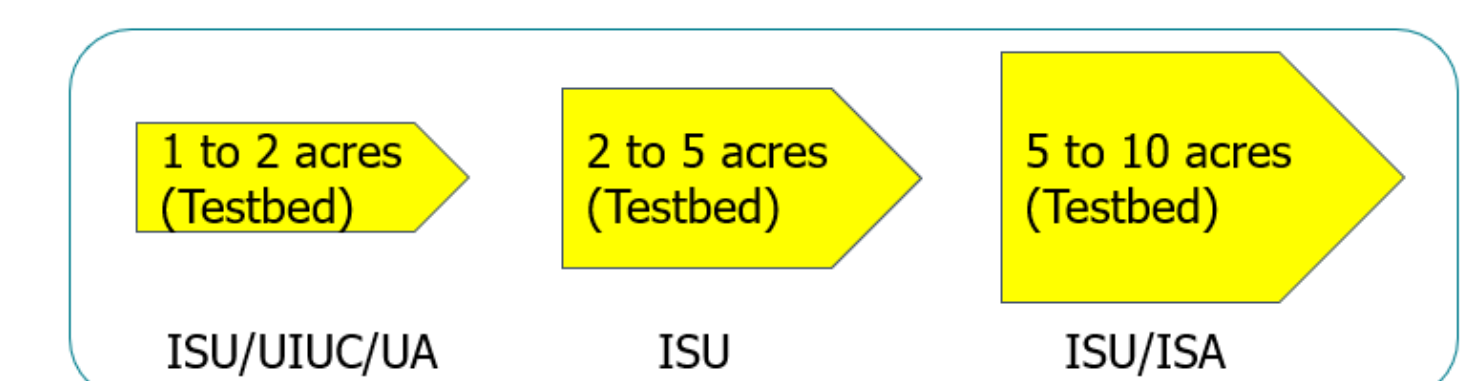 1 to 2 acres
(Testbed)
2 to 5 acres
(Testbed)
5 to 10 acres
(Testbed)
ISU/UIUC/UA
ISU
ISU/ISA